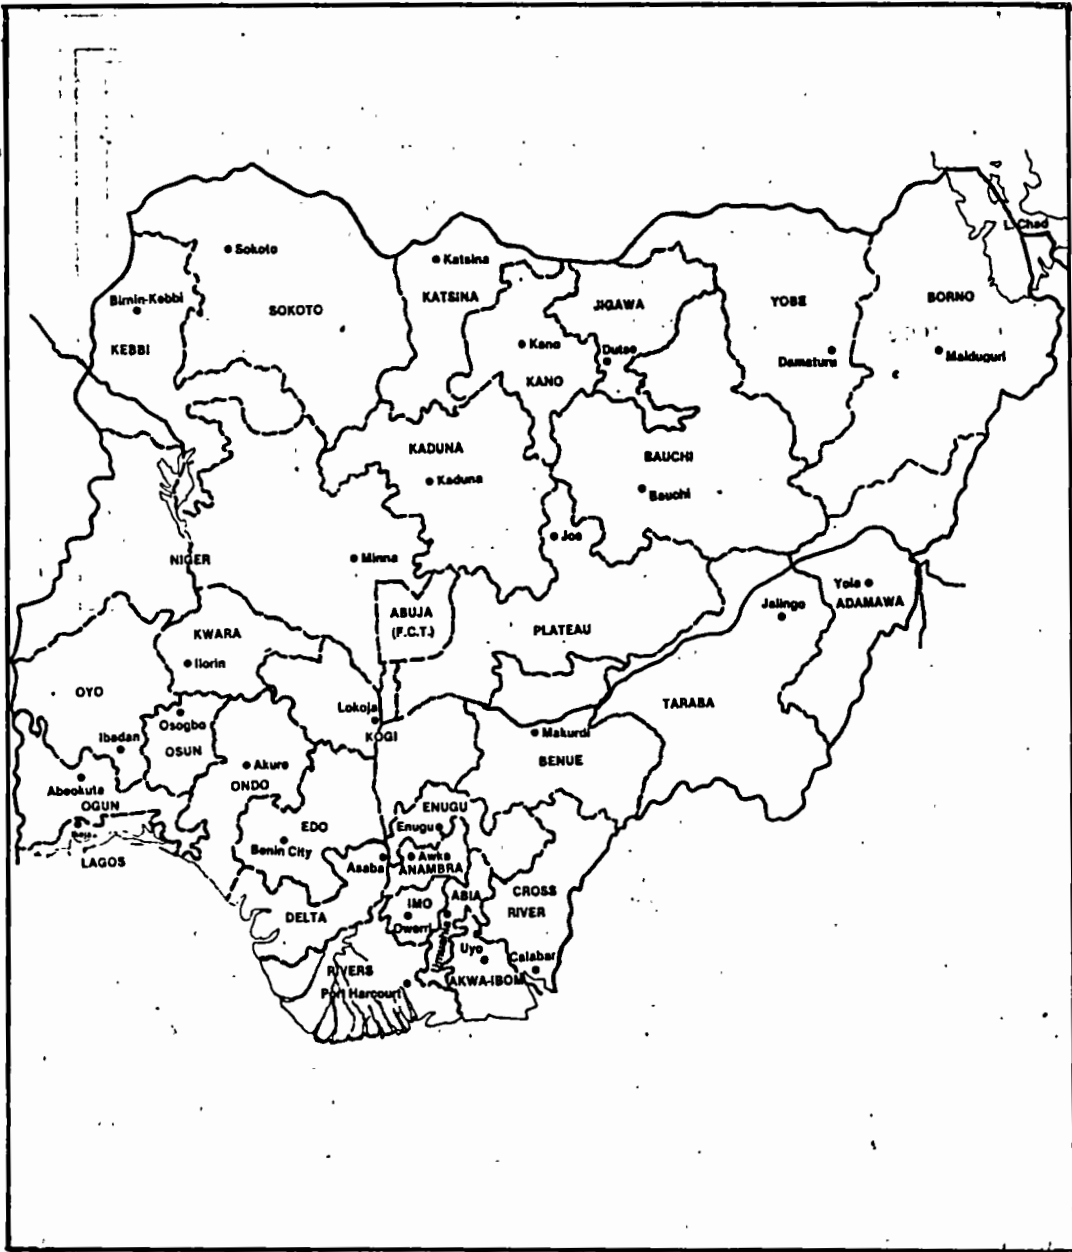 L. Chad
Sokoto
Katsina
Birnin-Kebbi
KATSINA
JIGAWA
YOBE
BORNO
SOKOTO
KEBBI
Kano
Dutse
Damaturu
Maiduguri
KANO
KADUNA
BAUCHI
Kaduna
Bauchi
Jos
NIGER
Minna
Yola
ADAMAWA
Jalingo
ABUJA
(F.C.T.)
PLATEAU
KWARA
Ilorin
OYO
TARABA
Lokoja
KOGI
Osogbo
Ibadan
OSUN
Makurdi
BENUE
Akure
ONDO
Abeokuta
OGUN
ENUGU
Enugu
EDO
Benin City
LAGOS
Asaba
Awka
ANAMBRA
ABIA
CROSS
RIVER
IMO
Owerri
DELTA
Uyo
Calabar
RIVERS
Port Harcourt
AKWA-IBOM